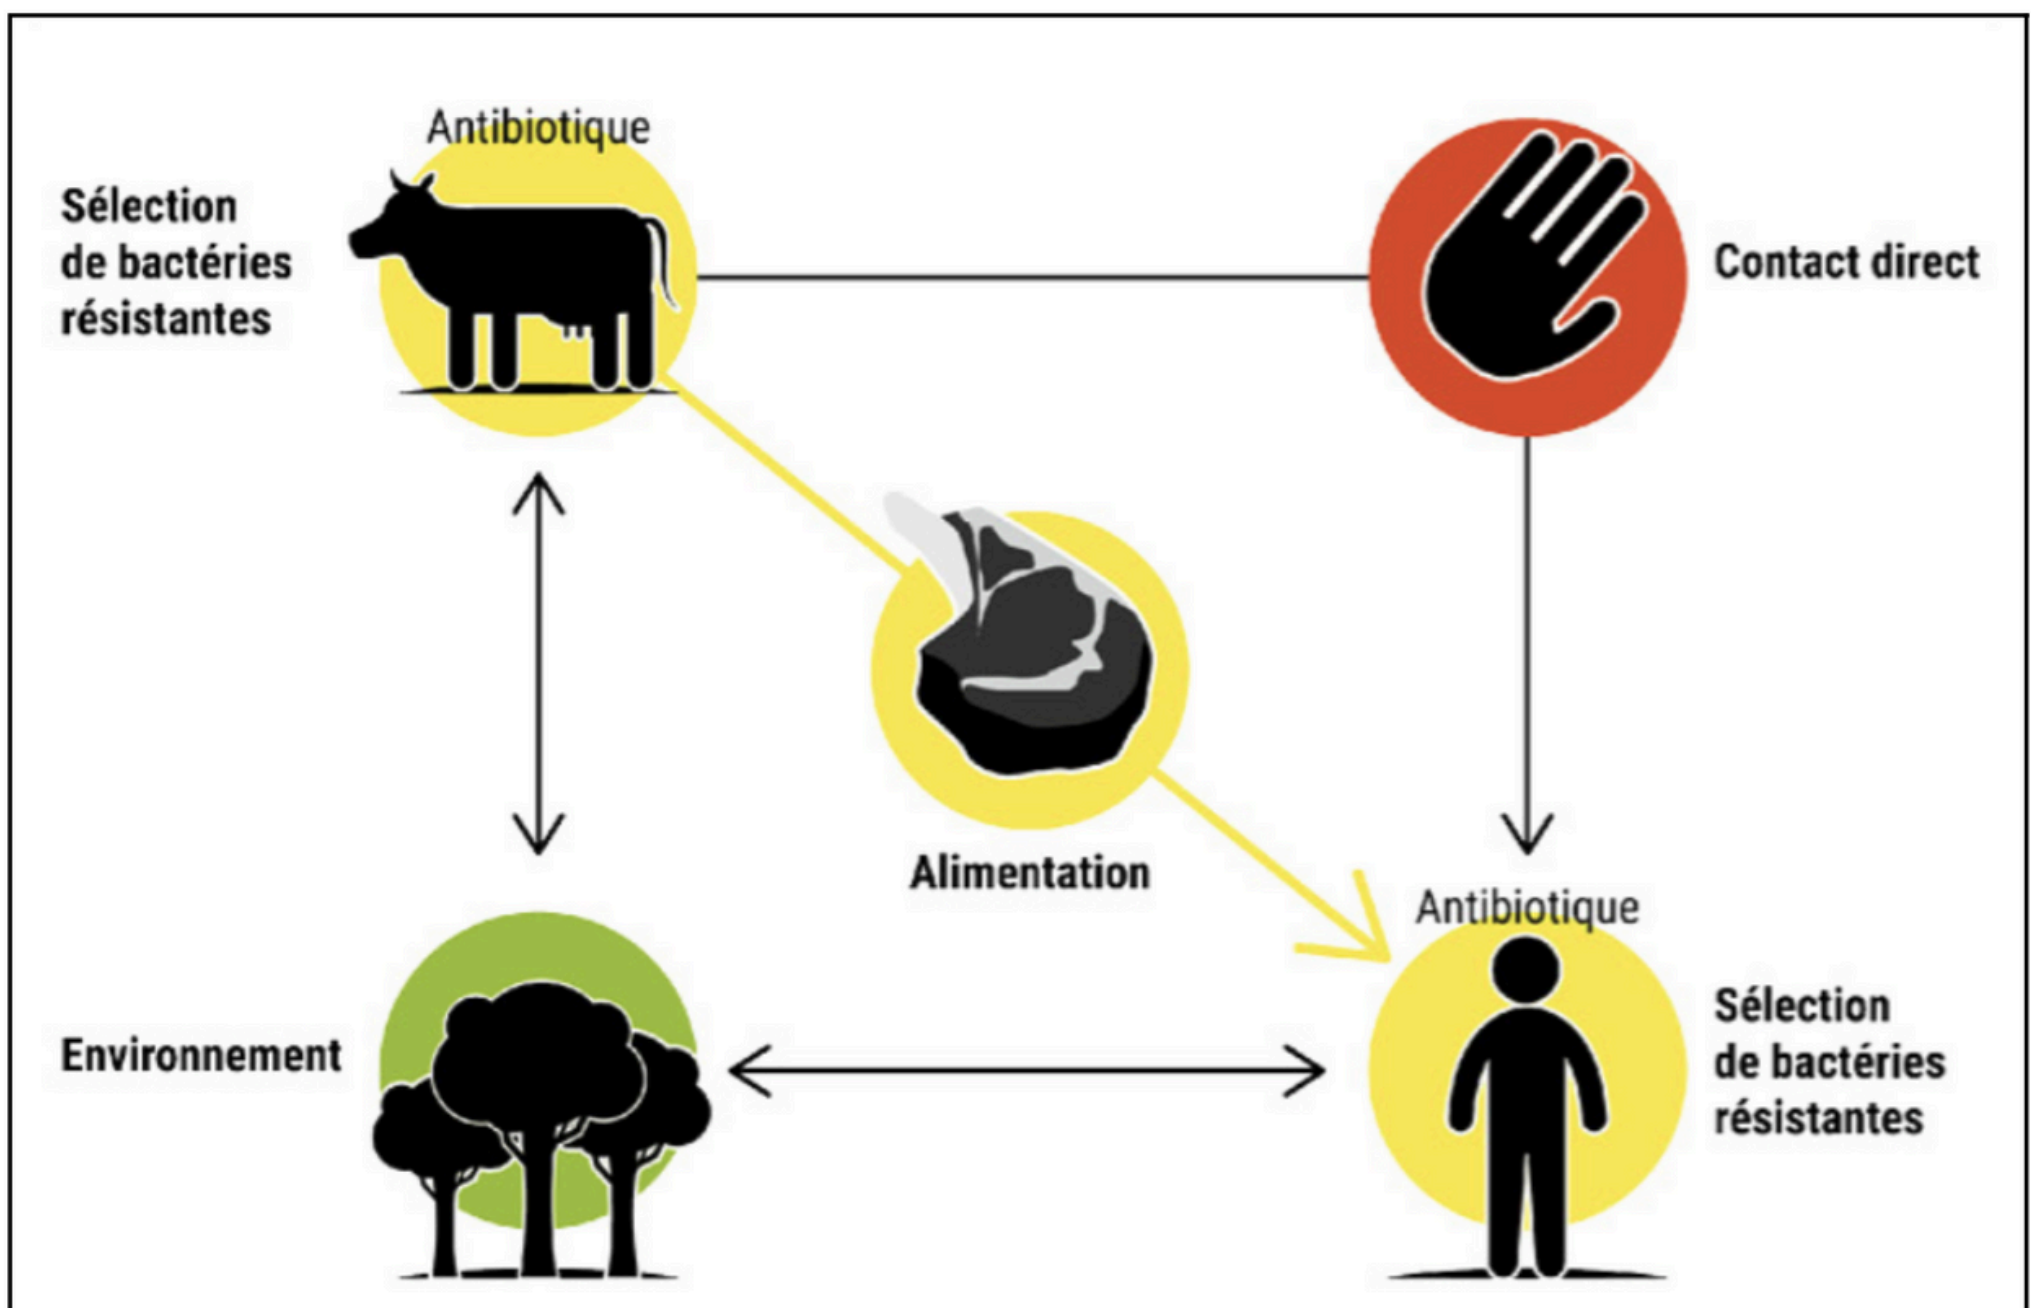 Antibiotique
Sélection
de bactéries
résistantes
Contact direct
Alimentation
Antibiotique
Environnement
Sélection
de bactéries
résistantes